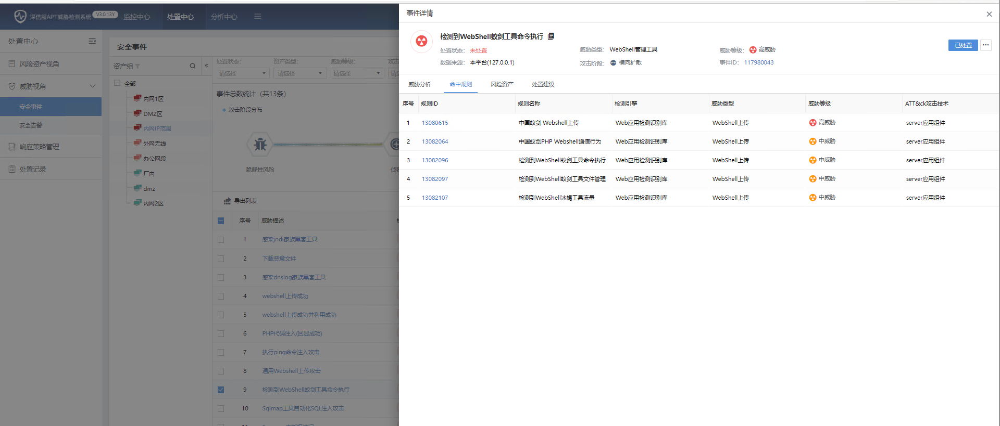 深信服APT威胁检测系统 V3.0.13Y 监控中心 处置中心 分析中心
处置中心
风险资产视角
威胁视角
安全事件
安全告警
响应策略管理
处置记录
安全事件
资产组
全部
内网1区
DMZ区
内网IP范围
外网无线
办公网段
厂内
dmz
内网2区
处置状态: 资产类型: 威胁等级:
请选择 请选择 请选择
事件总数统计 (共13条)
攻击阶段分布
脆弱性风险
导出列表
序号 威胁描述
1 感染jndi家族黑客工具
2 下载恶意文件
3 感染dnslog家族黑客工具
4 webshell上传成功
5 webshell上传成功并利用成功
6 PHP代码注入(回显成功)
7 执行ping命令注入攻击
8 通用Webshell上传攻击
9 检测到WebShell蚁剑工具命令执行
10 Sqlmap工具自动化SQL注入攻击
事件详情
检测到WebShell蚁剑工具命令执行
处置状态: 未处置 威胁类型: WebShell管理工具 威胁等级: 高威胁
数据来源: 本平台(127.0.0.1) 攻击阶段: 横向扩散 事件ID: 117980043
已处置
威胁分析 命中规则 风险资产 处置建议
序号 规则ID 规则名称 检测引擎 威胁类型 威胁等级 ATT&ck攻击技术
1 13080615 中国蚁剑 Webshell上传 Web应用检测识别库 WebShell上传 高威胁 server应用组件
2 13082064 中国蚁剑PHP Webshell通信行为 Web应用检测识别库 WebShell上传 中威胁 server应用组件
3 13082096 检测到WebShell蚁剑工具命令执行 Web应用检测识别库 WebShell上传 中威胁 server应用组件
4 13082097 检测到WebShell蚁剑工具文件管理 Web应用检测识别库 WebShell上传 中威胁 server应用组件
5 13082107 检测到WebShell冰蝎工具流量 Web应用检测识别库 WebShell上传 中威胁 server应用组件